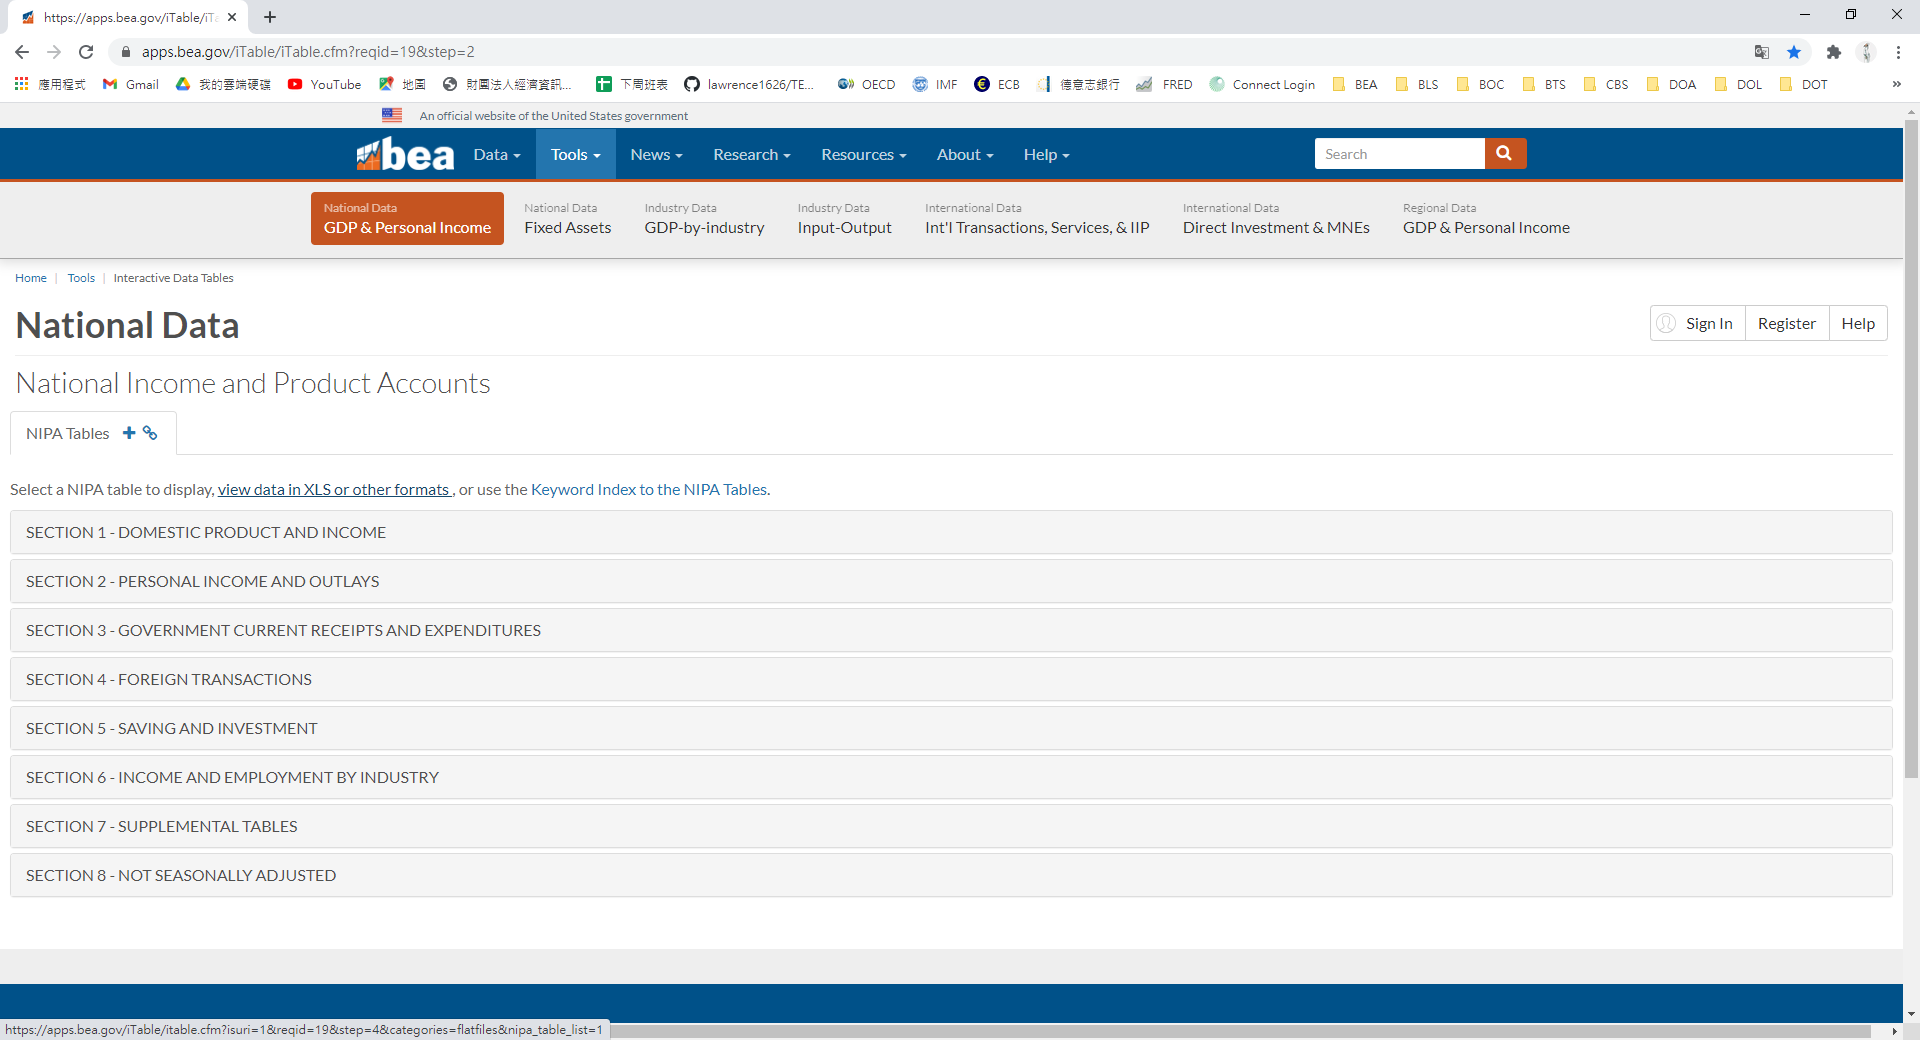 https://apps.bea.gov/iTable/iTa
apps.bea.gov/iTable/iTable.cfm?reqid=19&step=2
應用程式 Gmail 我的雲端硬碟 YouTube 地圖 財團法人經濟資訊... 下周班表 lawrence1626/TE... OECD IMF ECB 德意志銀行 FRED Connect Login BEA BLS BOC BTS CBS DOA DOL DOT »
An official website of the United States government
bea Data Tools News Research Resources About Help Search
National Data National Data Industry Data Industry Data International Data International Data Regional Data
GDP & Personal Income Fixed Assets GDP-by-industry Input-Output Int'l Transactions, Services, & IIP Direct Investment & MNEs GDP & Personal Income
Home | Tools | Interactive Data Tables
National Data
Sign In Register Help
National Income and Product Accounts
NIPA Tables
Select a NIPA table to display, view data in XLS or other formats , or use the Keyword Index to the NIPA Tables.
SECTION 1 - DOMESTIC PRODUCT AND INCOME
SECTION 2 - PERSONAL INCOME AND OUTLAYS
SECTION 3 - GOVERNMENT CURRENT RECEIPTS AND EXPENDITURES
SECTION 4 - FOREIGN TRANSACTIONS
SECTION 5 - SAVING AND INVESTMENT
SECTION 6 - INCOME AND EMPLOYMENT BY INDUSTRY
SECTION 7 - SUPPLEMENTAL TABLES
SECTION 8 - NOT SEASONALLY ADJUSTED
https://apps.bea.gov/iTable/itable.cfm?isuri=1&reqid=19&step=4&categories=flatfiles&nipa_table_list=1